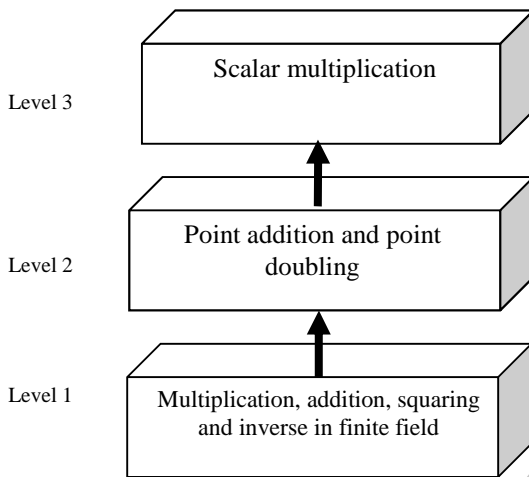 Scalar multiplication
Level 3
Point addition and point
doubling
Level 2
Level 1
Multiplication, addition, squaring
and inverse in finite field